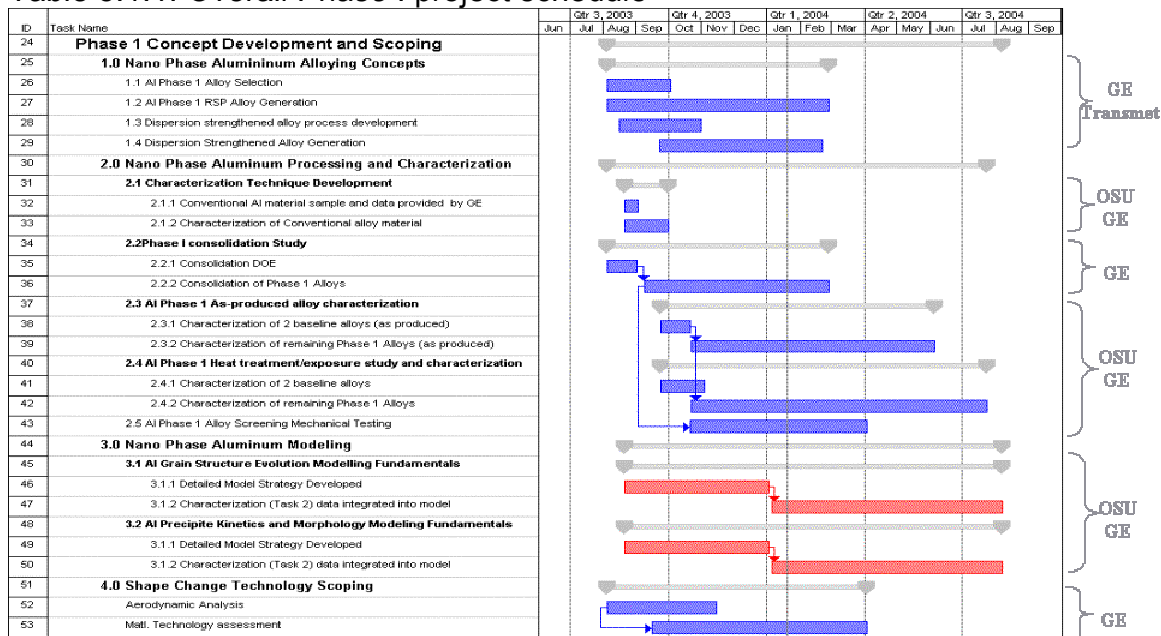 Table 3.1.1: Overall Phase I project schedule
Qtr 3, 2003 Qtr 4, 2003 Qtr 1, 2004 Qtr 2, 2004 Qtr 3, 2004
ID Task Name Jun Jul Aug Sep Oct Nov Dec Jan Feb Mar Apr May Jun Jul Aug Sep
24 Phase 1 Concept Development and Scoping
25 1.0 Nano Phase Alumininum Alloying Concepts
26 1.1 Al Phase 1 Alloy Selection
27 1.2 Al Phase 1 RSP Alloy Generation
28 1.3 Dispersion strengthened alloy process development
29 1.4 Dispersion Strengthened Alloy Generation
GE
Transmet
30 2.0 Nano Phase Aluminum Processing and Characterization
31 2.1 Characterization Technique Development
32 2.1.1 Conventional Al material sample and data provided by GE
33 2.1.2 Characterization of Conventional alloy material
OSU
GE
34 2.2Phase I consolidation Study
35 2.2.1 Consolidation DOE
36 2.2.2 Consolidation of Phase 1 Alloys
GE
37 2.3 Al Phase 1 As-produced alloy characterization
38 2.3.1 Characterization of 2 baseline alloys (as produced)
39 2.3.2 Characterization of remaining Phase 1 Alloys (as produced)
40 2.4 Al Phase 1 Heat treatment/exposure study and characterization
41 2.4.1 Characterization of 2 baseline alloys
42 2.4.2 Characterization of remaining Phase 1 Alloys
43 2.5 Al Phase 1 Alloy Screening Mechanical Testing
OSU
GE
44 3.0 Nano Phase Aluminum Modeling
45 3.1 Al Grain Structure Evolution Modelling Fundamentals
46 3.1.1 Detailed Model Strategy Developed
47 3.1.2 Characterization (Task 2) data integrated into model
48 3.2 Al Precipite Kinetics and Morphology Modeling Fundamentals
49 3.1.1 Detailed Model Strategy Developed
50 3.1.2 Characterization (Task 2) data integrated into model
OSU
GE
51 4.0 Shape Change Technology Scoping
52 Aerodynamic Analysis
53 Matl. Technology assessment
GE